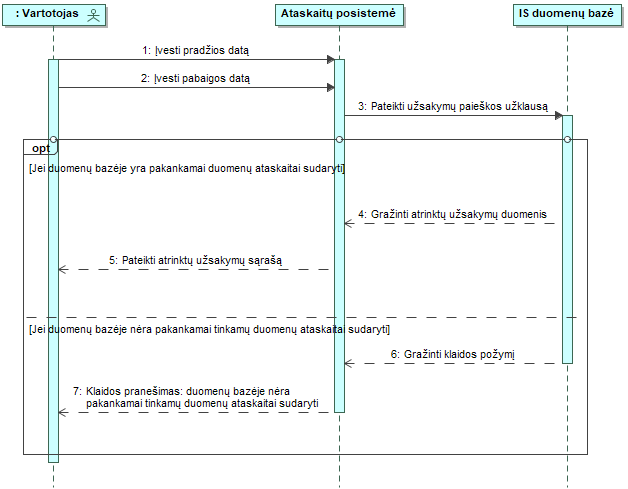 : Vartotojas
Ataskaitų posistemė
IS duomenų bazė
1: Įvesti pradžios datą
2: Įvesti pabaigos datą
3: Pateikti užsakymų paieškos užklausą
opt
[Jei duomenų bazėje yra pakankamai duomenų ataskaitai sudaryti]
4: Gražinti atrinktų užsakymų duomenis
5: Pateikti atrinktų užsakymų sąrašą
[Jei duomenų bazėje nėra pakankamai tinkamų duomenų ataskaitai sudaryti]
6: Gražinti klaidos požymį
7: Klaidos pranešimas: duomenų bazėje nėra
pakankamai tinkamų duomenų ataskaitai sudaryti